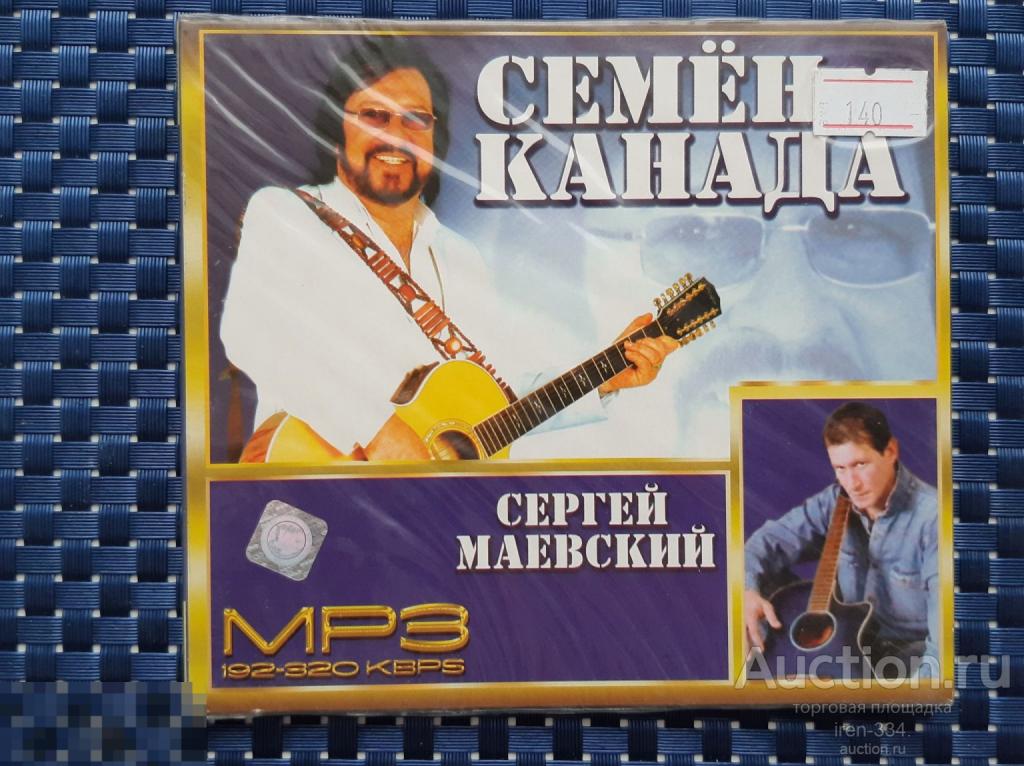 СЕМЁН
КАНАДА
140
СЕРГЕЙ
МАЕВСКИЙ
MP3
192-320 KBPS
Auction.ru
торговая площадка
iren-334.
auction.ru